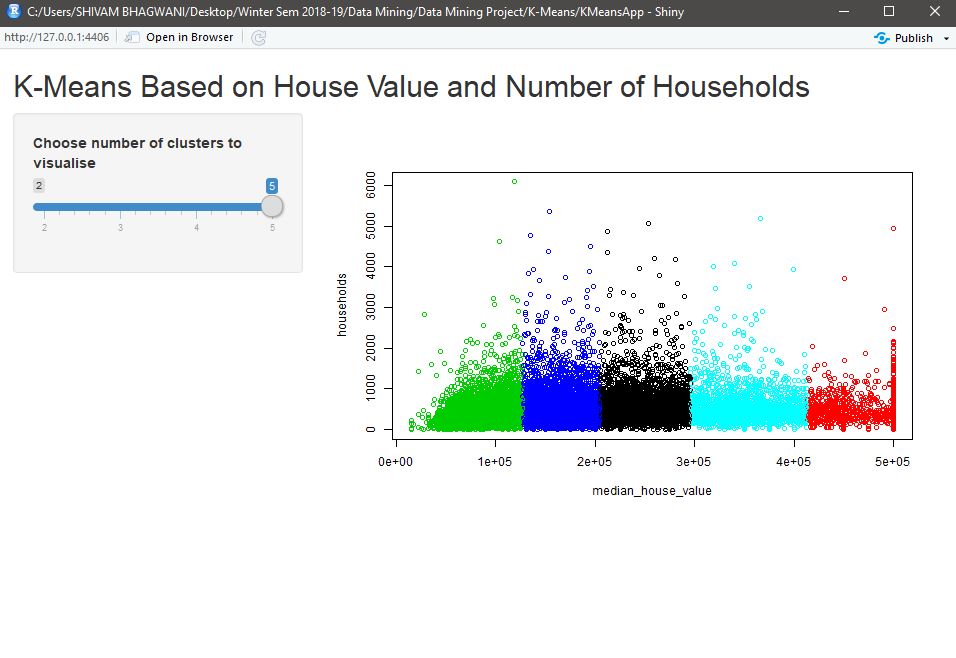 C:/Users/SHIVAM BHAGWANI/Desktop/Winter Sem 2018-19/Data Mining/Data Mining Project/K-Means/KMeansApp - Shiny
http://127.0.0.1:4406 Open in Browser Publish
K-Means Based on House Value and Number of Households
Choose number of clusters to
visualise
2 5
2 3 4 5
households
6000
5000
4000
3000
2000
1000
0
0e+00 1e+05 2e+05 3e+05 4e+05 5e+05
median_house_value